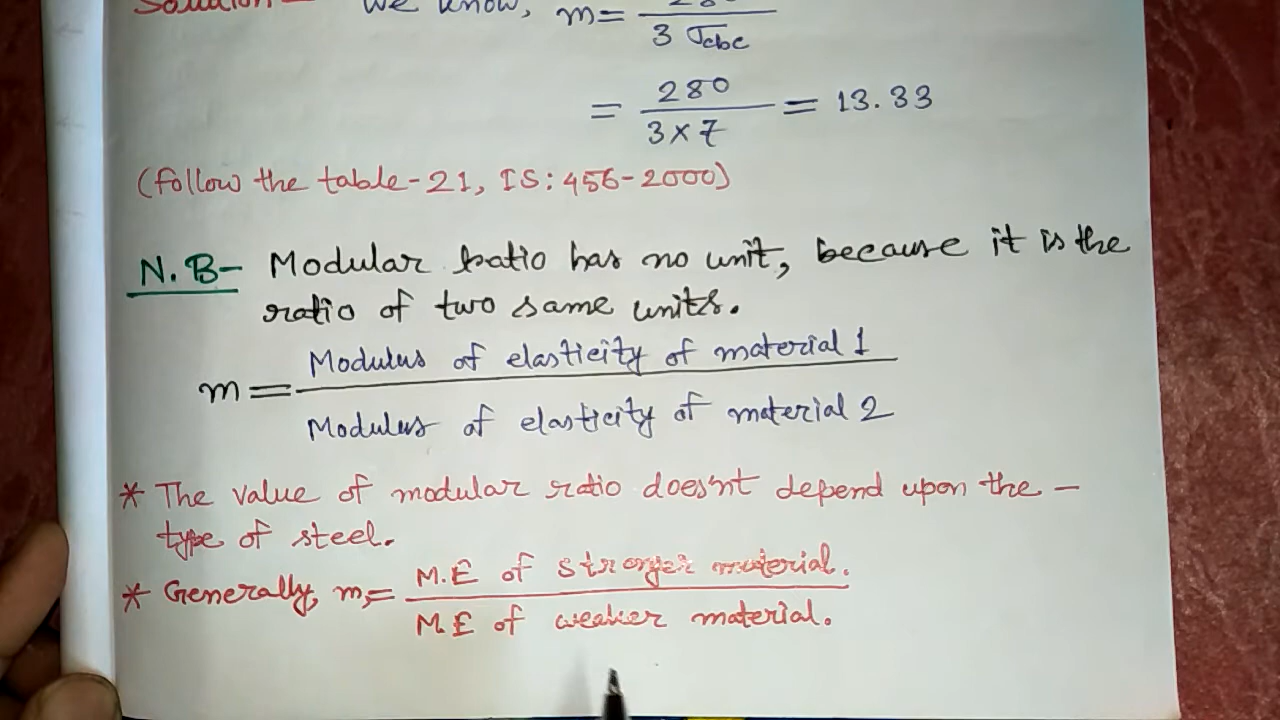 Solution - We know, m = 280
3 σcbc
= 280 / 3 × 7 = 13.33
(Follow the table-21, IS: 456-2000)
N.B- Modular ratio has no unit, because it is the
ratio of two same units.
m = Modulus of elasticity of material 1
Modulus of elasticity of material 2
* The value of modular ratio does'nt depend upon the -
type of steel.
* Generally, m = M.E of stronger material.
M.E of weaker material.